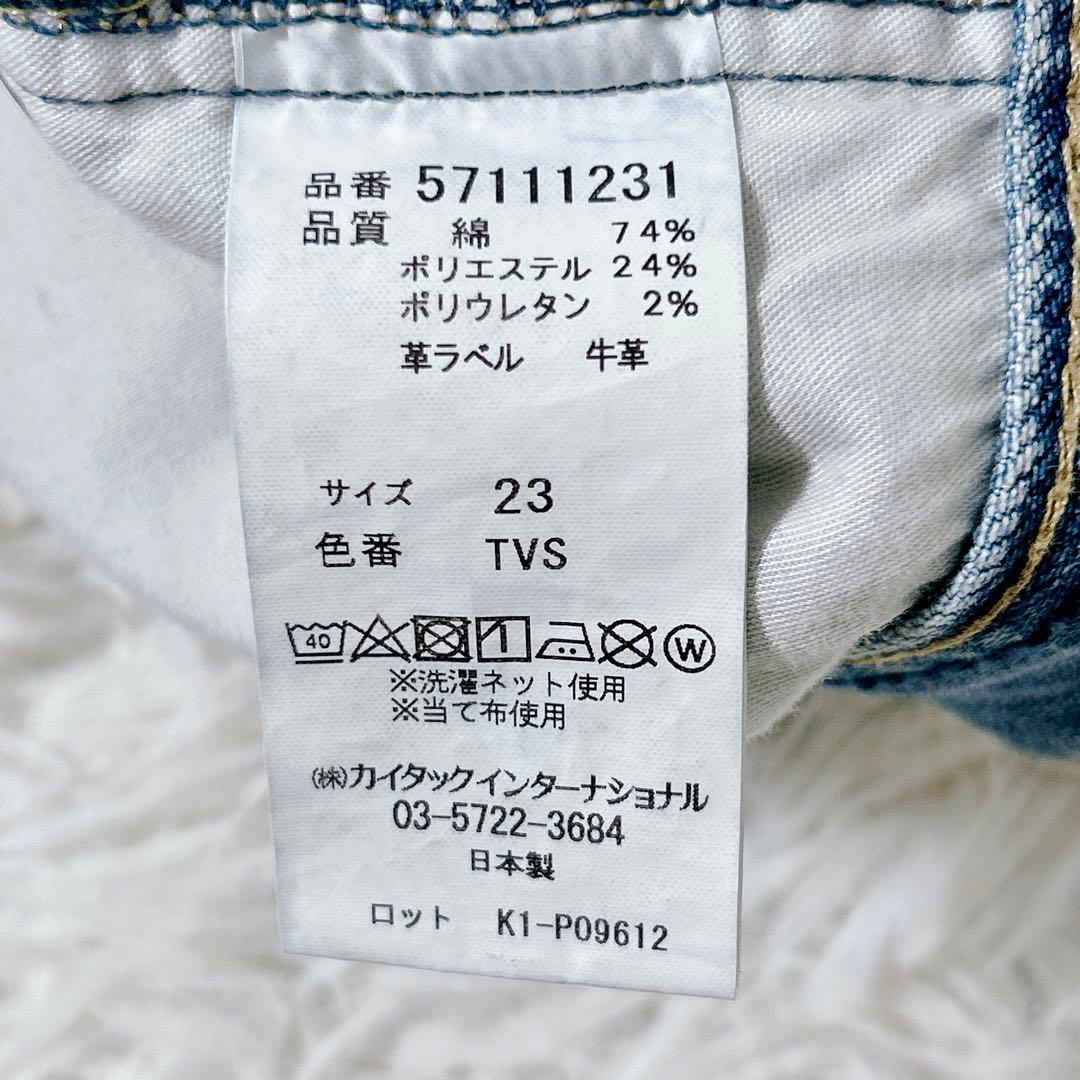 品番 57111231
品質 綿 74%
ポリエステル 24%
ポリウレタン 2%
革ラベル 牛革
サイズ 23
色番 TVS
40 W
※洗濯ネット使用
※当て布使用
㈱カイタックインターナショナル
03-5722-3684
日本製
ロット K1-P09612